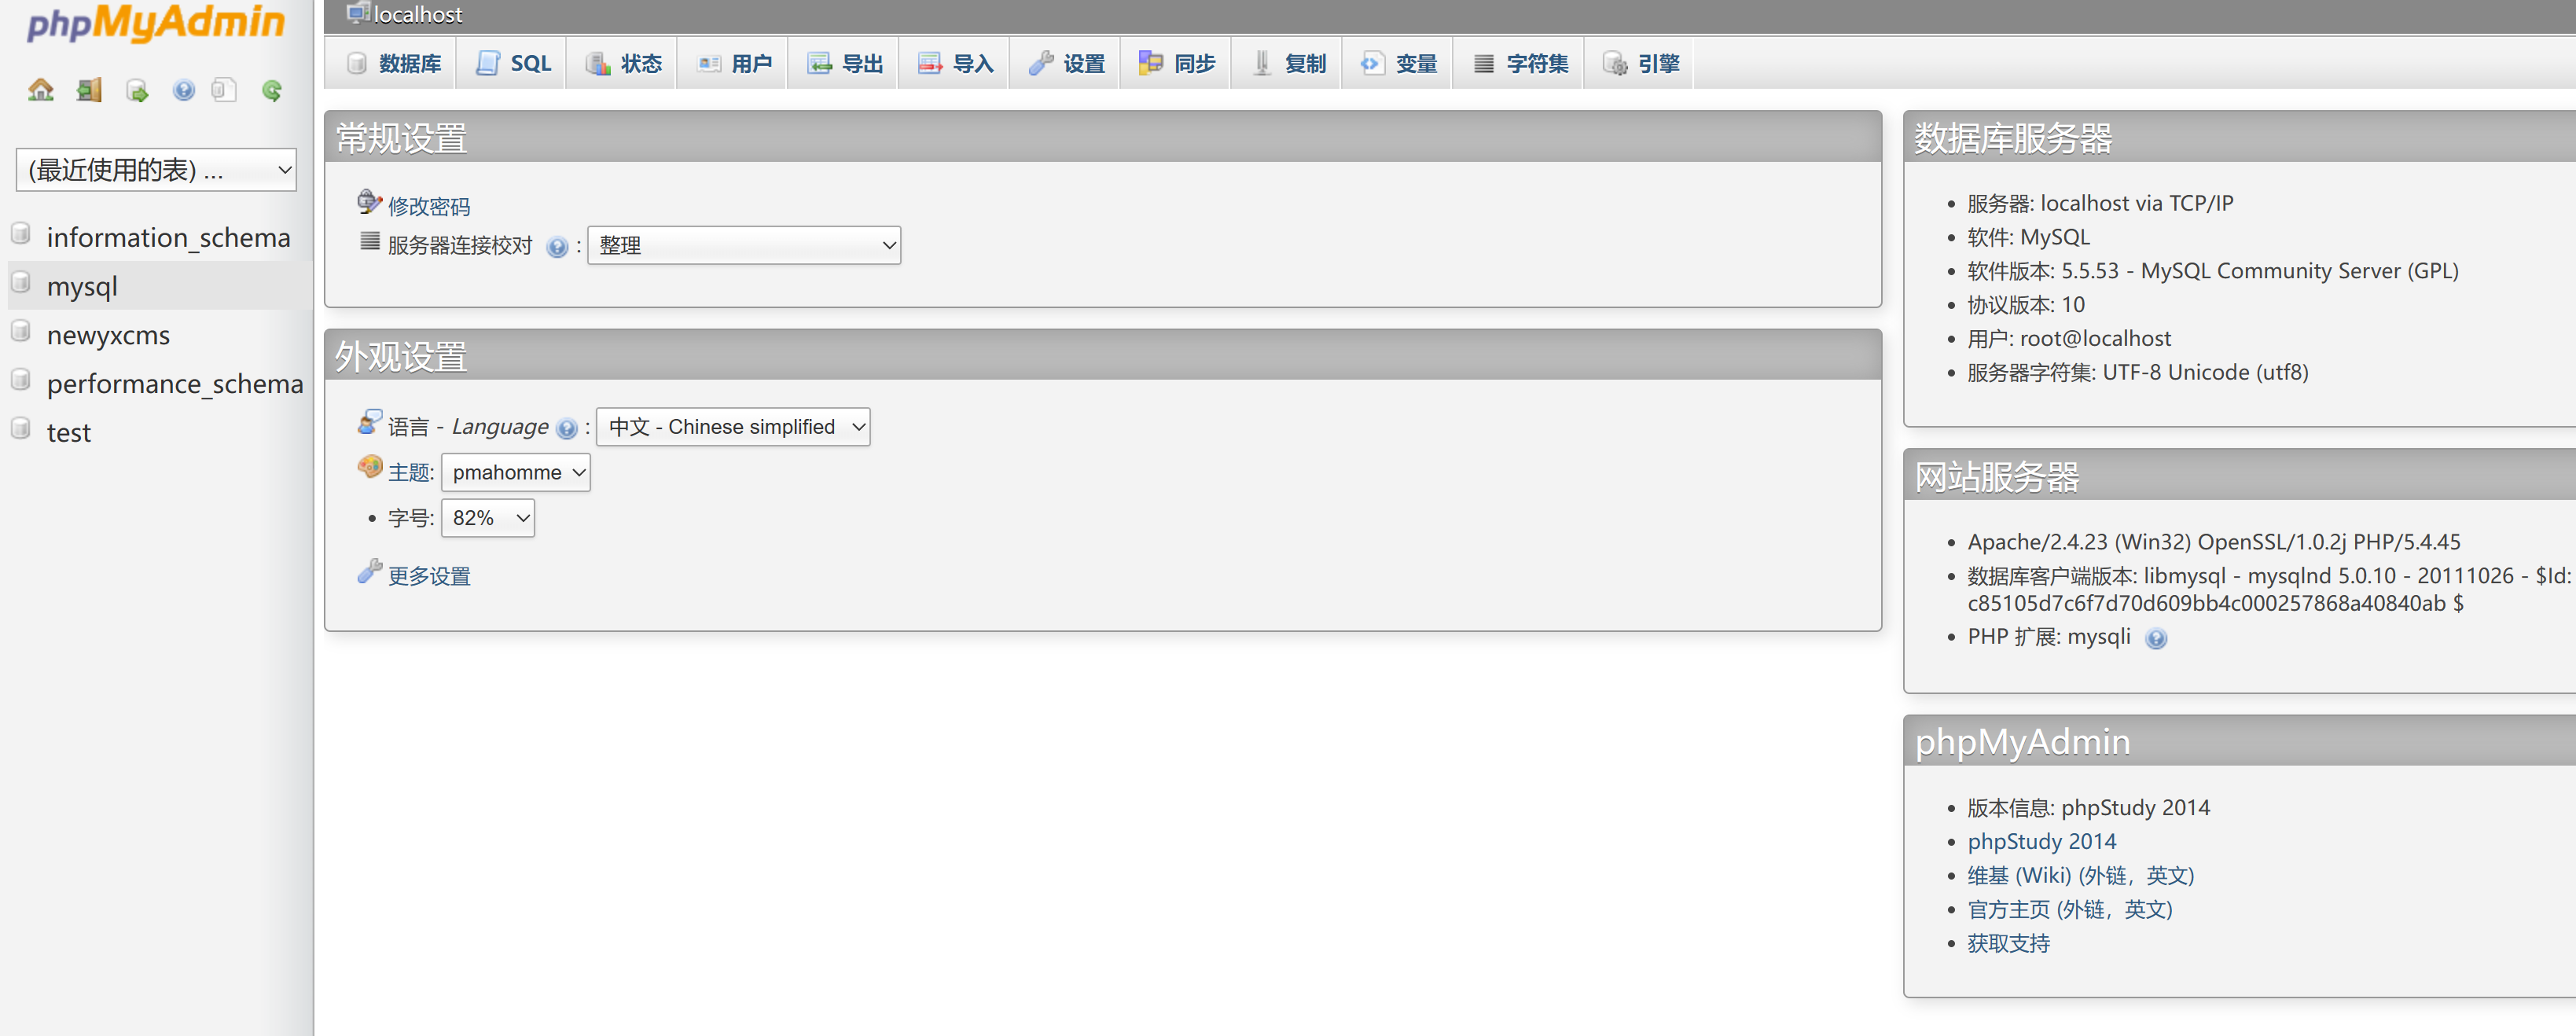 phpMyAdmin
(最近使用的表) ...
information_schema
mysql
newyxcms
performance_schema
test
localhost
数据库 SQL 状态 用户 导出 导入 设置 同步 复制 变量 字符集 引擎
常规设置
修改密码
服务器连接校对 : 整理
外观设置
语言 - Language : 中文 - Chinese simplified
主题: pmahomme
字号: 82%
更多设置
数据库服务器
服务器: localhost via TCP/IP
软件: MySQL
软件版本: 5.5.53 - MySQL Community Server (GPL)
协议版本: 10
用户: root@localhost
服务器字符集: UTF-8 Unicode (utf8)
网站服务器
Apache/2.4.23 (Win32) OpenSSL/1.0.2j PHP/5.4.45
数据库客户端版本: libmysql - mysqlnd 5.0.10 - 20111026 - $Id:
c85105d7c6f7d70d609bb4c000257868a40840ab $
PHP 扩展: mysqli
phpMyAdmin
版本信息: phpStudy 2014
phpStudy 2014
维基 (Wiki) (外链，英文)
官方主页 (外链，英文)
获取支持